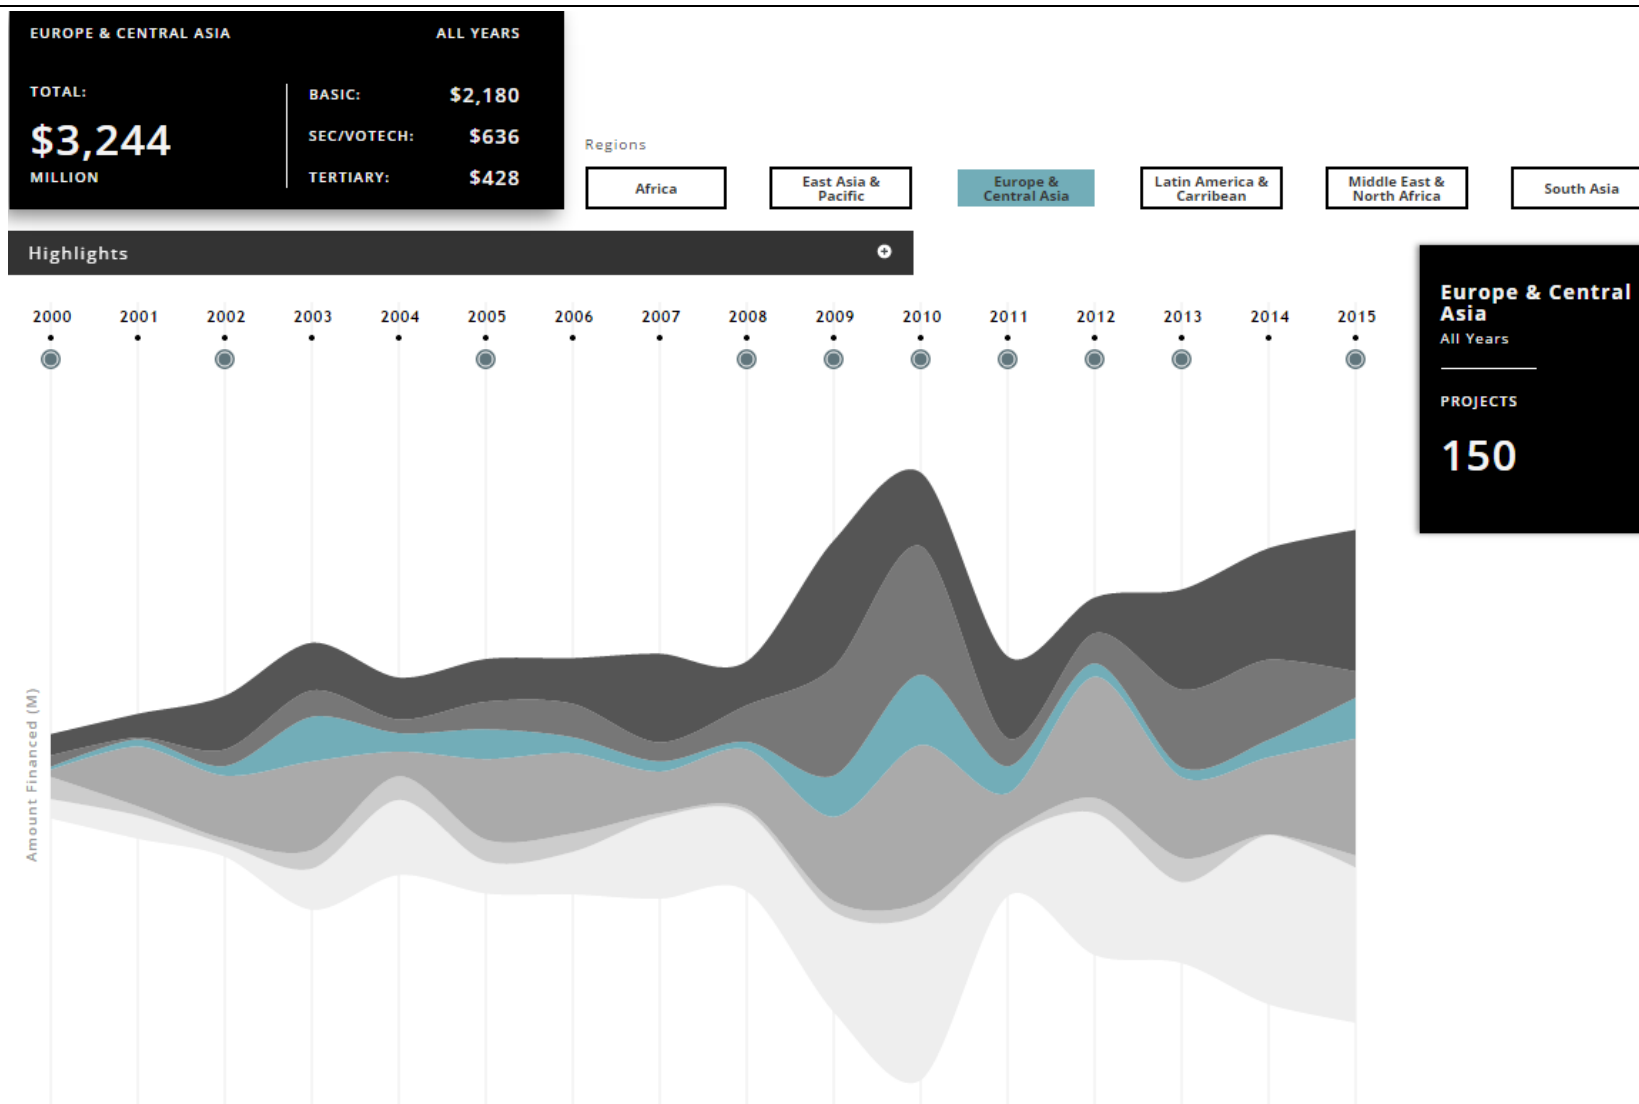 EUROPE & CENTRAL ASIA ALL YEARS
TOTAL:
$3,244
MILLION
BASIC: $2,180
SEC/VOTECH: $636
TERTIARY: $428
Regions
Africa
East Asia &
Pacific
Europe &
Central Asia
Latin America &
Carribean
Middle East &
North Africa
South Asia
Highlights
2000 2001 2002 2003 2004 2005 2006 2007 2008 2009 2010 2011 2012 2013 2014 2015
Europe & Central
Asia
All Years
PROJECTS
150
Amount Financed (M)